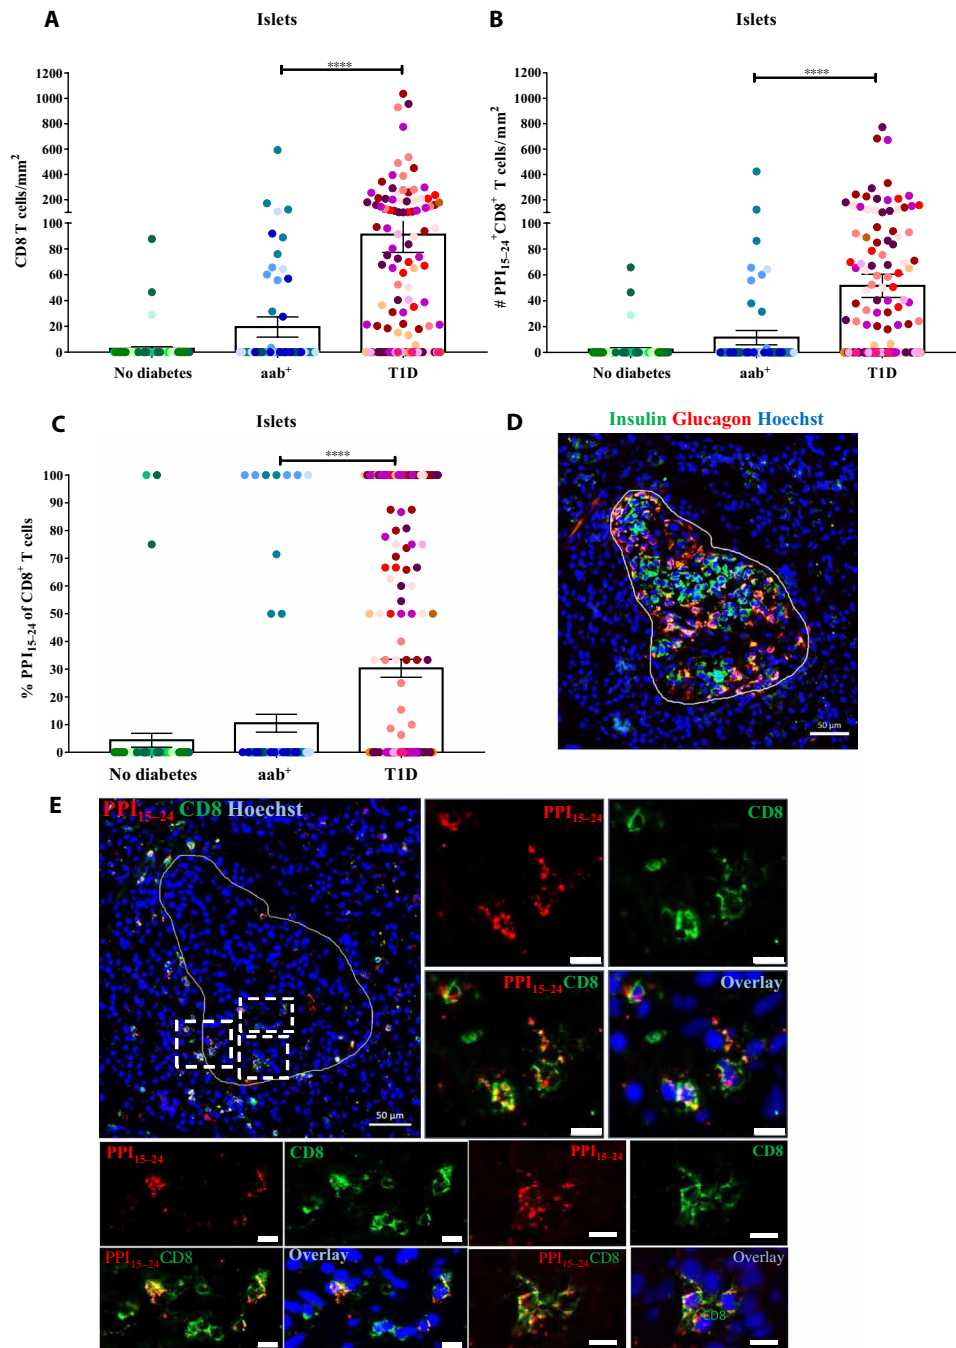 A
Islets
CD8 T cells/mm²
1200
1000
800
600
400
200
100
80
60
40
20
0
****
No diabetes
aab⁺
T1D
B
Islets
# PPI₁₅₋₂₄⁺CD8⁺ T cells/mm²
1200
1000
800
600
400
200
100
80
60
40
20
0
****
No diabetes
aab⁺
T1D
C
Islets
% PPI₁₅₋₂₄ of CD8⁺ T cells
100
90
80
70
60
50
40
30
20
10
0
****
No diabetes
aab⁺
T1D
D
Insulin Glucagon Hoechst
50 µm
E
PPI₁₅₋₂₄ CD8 Hoechst
50 µm
PPI₁₅₋₂₄
CD8
PPI₁₅₋₂₄CD8
Overlay
PPI₁₅₋₂₄
CD8
PPI₁₅₋₂₄
CD8
PPI₁₅₋₂₄CD8
Overlay
PPI₁₅₋₂₄CD8
Overlay
CD8